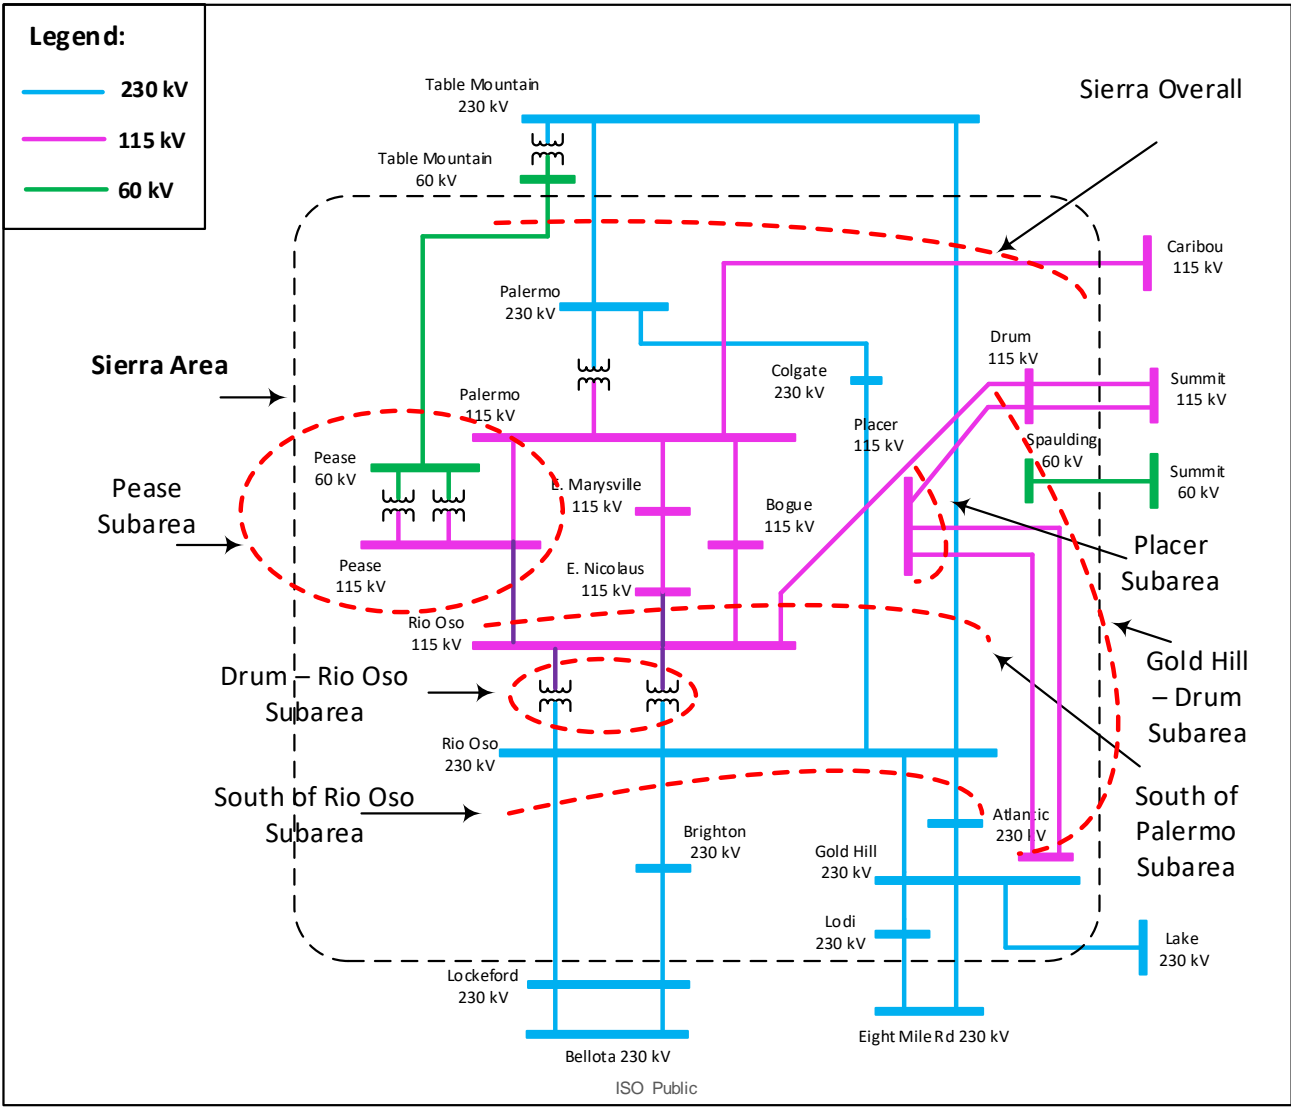 Legend:
230 kV
115 kV
60 kV
Table Mountain
230 kV
Sierra Overall
Table Mountain
60 kV
Caribou
115 kV
Palermo
230 kV
Drum
115 kV
Sierra Area
Colgate
230 kV
Summit
115 kV
Palermo
115 kV
Placer
115 kV
Spaulding
60 kV
Pease
60 kV
Summit
60 kV
Pease
Subarea
E. Marysville
115 kV
Bogue
115 kV
Placer
Subarea
Pease
115 kV
E. Nicolaus
115 kV
Rio Oso
115 kV
Gold Hill
– Drum
Subarea
Drum – Rio Oso
Subarea
Rio Oso
230 kV
South of Rio Oso
Subarea
South of
Palermo
Subarea
Atlantic
230 kV
Brighton
230 kV
Gold Hill
230 kV
Lodi
230 kV
Lake
230 kV
Lockeford
230 kV
Eight Mile Rd 230 kV
Bellota 230 kV
ISO Public